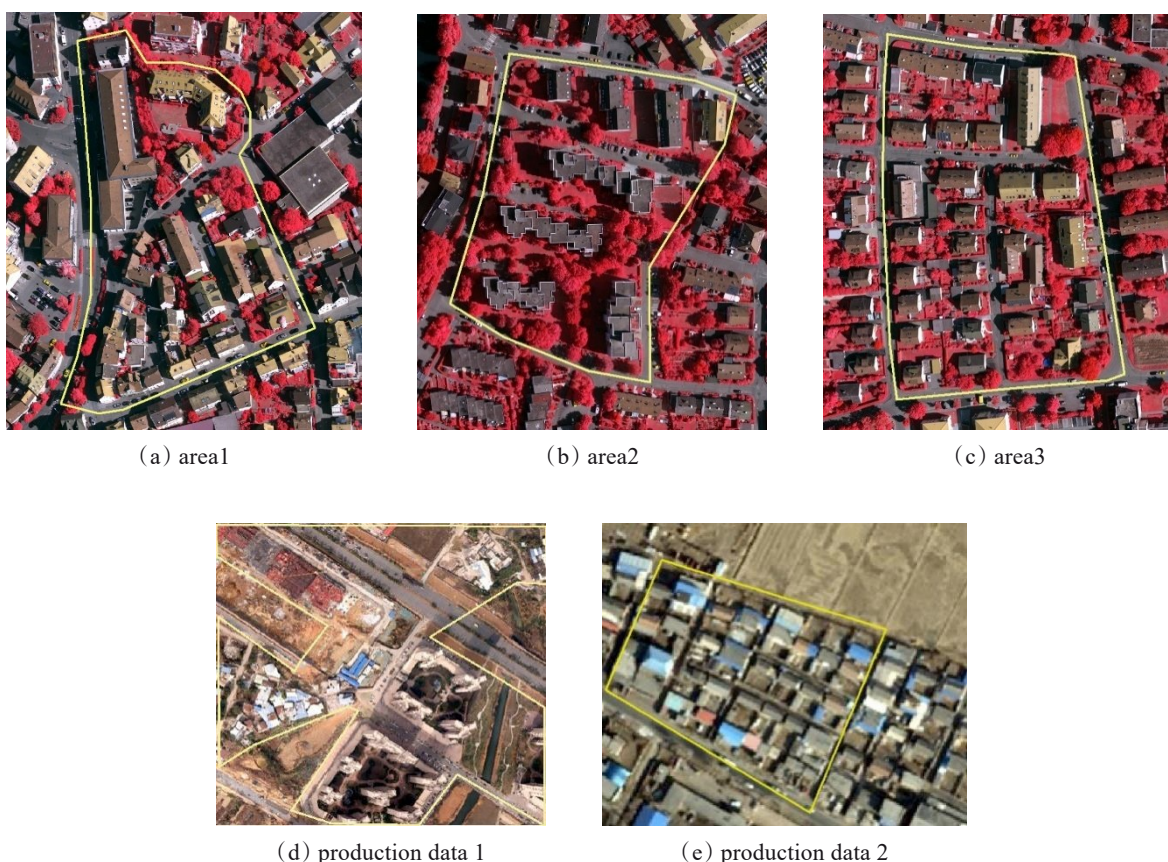 (a) area1
(b) area2
(c) area3
(d) production data 1
(e) production data 2